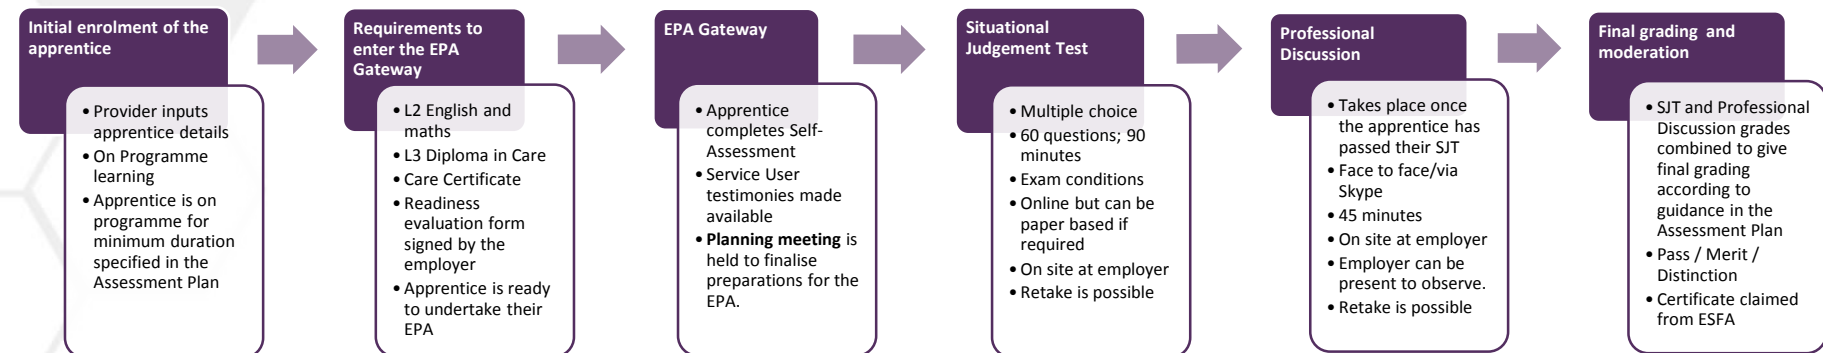 Initial enrolment of the
apprentice
• Provider inputs
apprentice details
• On Programme
learning
• Apprentice is on
programme for
minimum duration
specified in the
Assessment Plan
Requirements to
enter the EPA
Gateway
• L2 English and
maths
• L3 Diploma in Care
• Care Certificate
• Readiness
evaluation form
signed by the
employer
• Apprentice is ready
to undertake their
EPA
EPA Gateway
• Apprentice
completes Self-
Assessment
• Service User
testimonies made
available
• Planning meeting is
held to finalise
preparations for the
EPA.
Situational
Judgement Test
• Multiple choice
• 60 questions; 90
minutes
• Exam conditions
• Online but can be
paper based if
required
• On site at employer
• Retake is possible
Professional
Discussion
• Takes place once
the apprentice has
passed their SJT
• Face to face/via
Skype
• 45 minutes
• On site at employer
• Employer can be
present to observe.
• Retake is possible
Final grading and
moderation
• SJT and Professional
Discussion grades
combined to give
final grading
according to
guidance in the
Assessment Plan
• Pass / Merit /
Distinction
• Certificate claimed
from ESFA